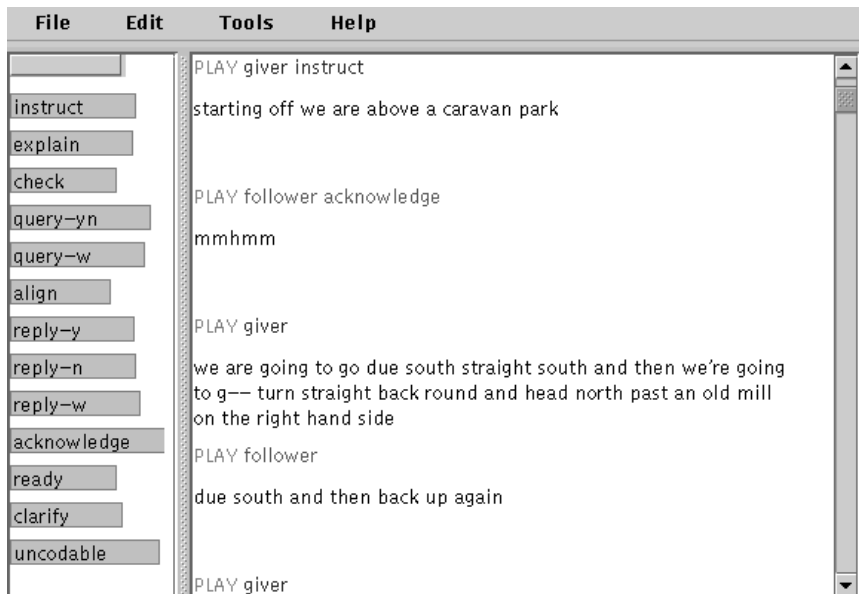 File Edit Tools Help
instruct
explain
check
query-yn
query-w
align
reply-y
reply-n
reply-w
acknowledge
ready
clarify
uncodable
PLAY giver instruct
starting off we are above a caravan park
PLAY follower acknowledge
mmhmm
PLAY giver
we are going to go due south straight south and then we're going
to g-- turn straight back round and head north past an old mill
on the right hand side
PLAY follower
due south and then back up again
PLAY giver